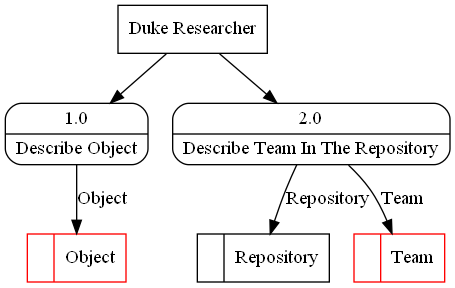 Duke Researcher
1.0
Describe Object
2.0
Describe Team In The Repository
Object
Repository
Team
Object
Repository
Team